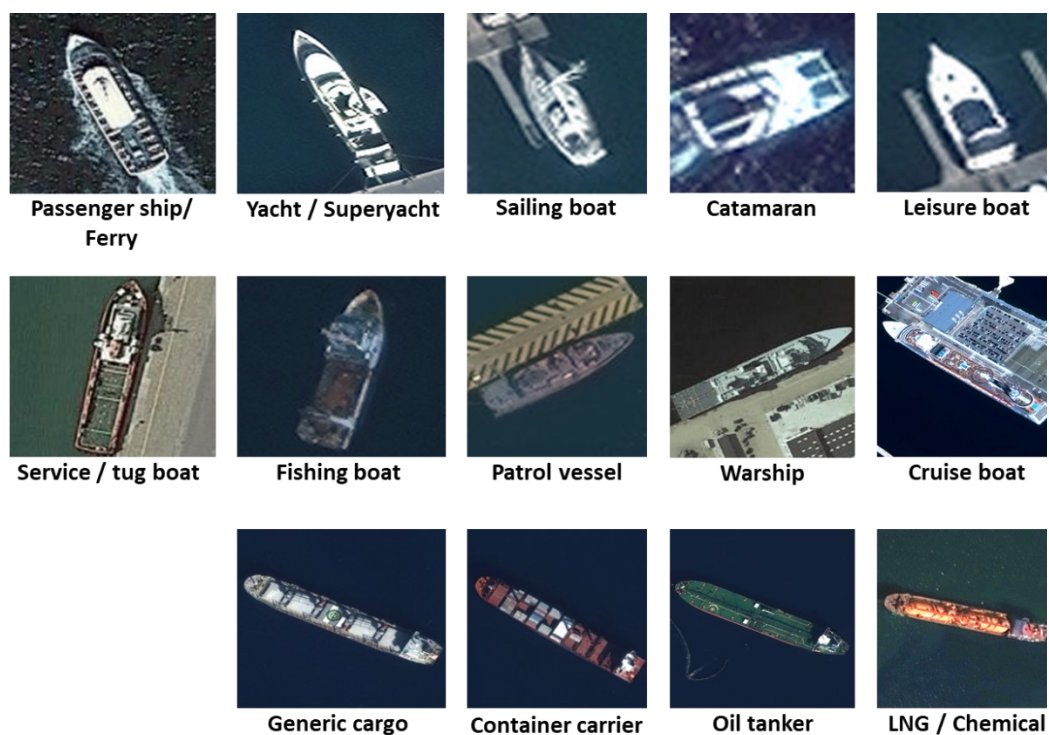 Passenger ship/
Ferry
Yacht / Superyacht
Sailing boat
Catamaran
Leisure boat
Service / tug boat
Fishing boat
Patrol vessel
Warship
Cruise boat
Generic cargo
Container carrier
Oil tanker
LNG / Chemical